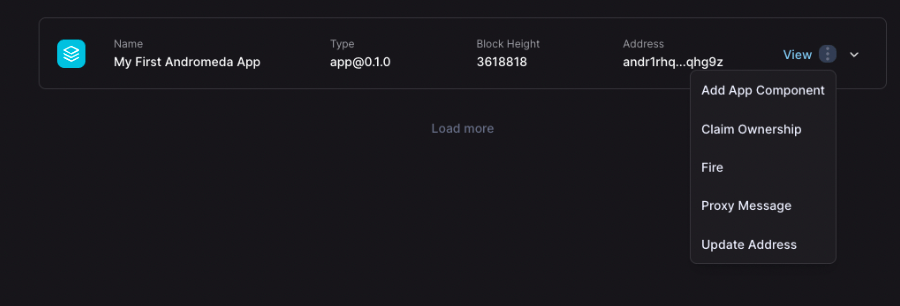 Name Type Block Height Address
My First Andromeda App app@0.1.0 3618818 andr1rhq...qhg9z View
Add App Component
Load more
Claim Ownership
Fire
Proxy Message
Update Address